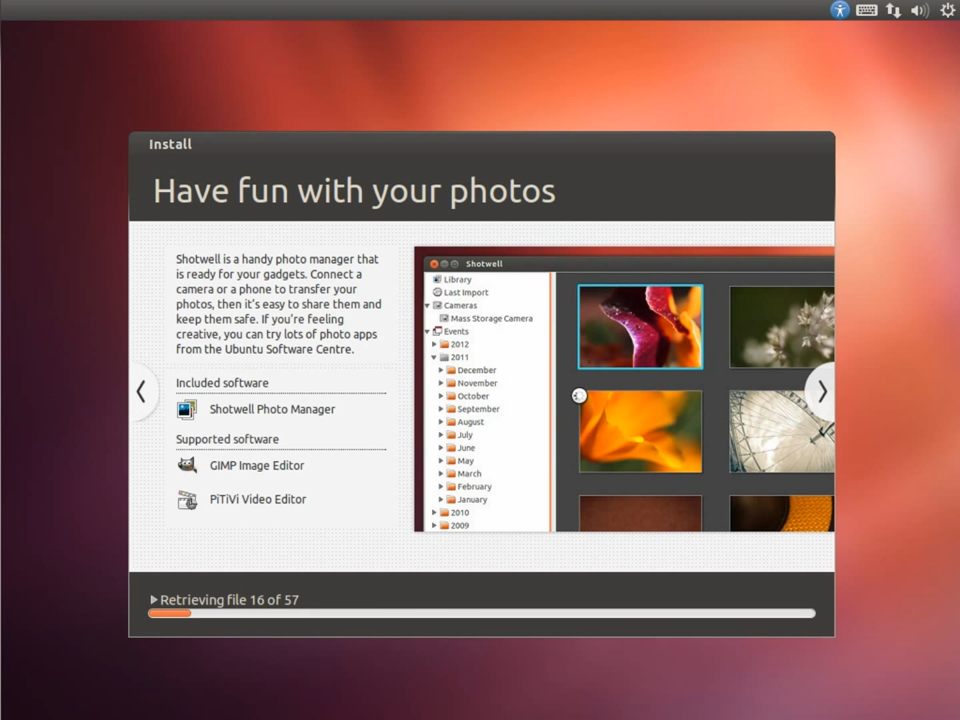 Install
Have fun with your photos
Shotwell is a handy photo manager that
is ready for your gadgets. Connect a
camera or a phone to transfer your
photos, then it's easy to share them and
keep them safe. If you're feeling
creative, you can try lots of photo apps
from the Ubuntu Software Centre.
Included software
Shotwell Photo Manager
Supported software
GIMP Image Editor
PiTiVi Video Editor
Shotwell
Library
Last Import
Cameras
Mass Storage Camera
Events
2012
2011
December
November
October
September
August
July
June
May
March
February
January
2010
2009
Retrieving file 16 of 57